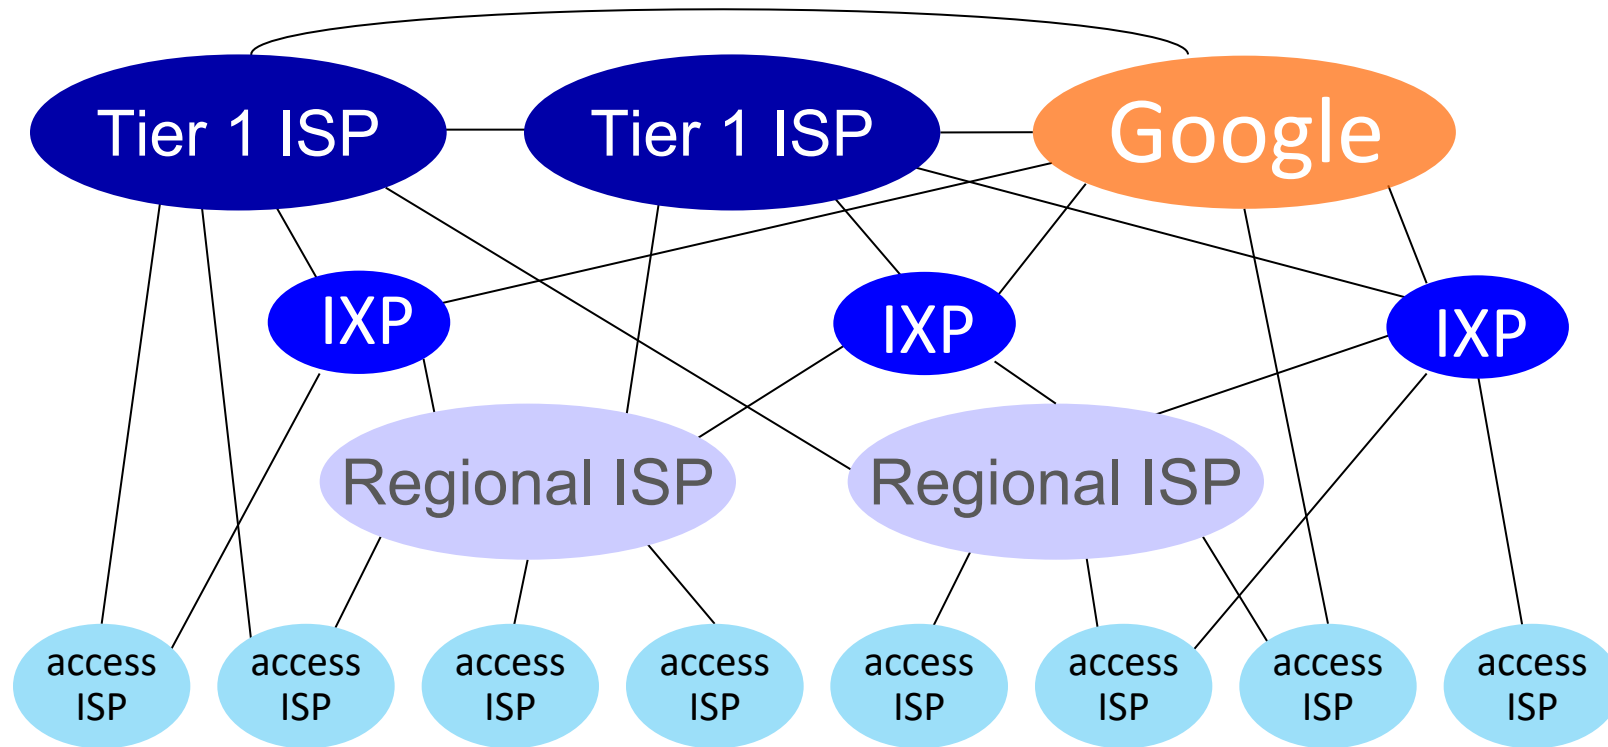 Tier 1 ISP
Tier 1 ISP
Google
IXP
IXP
IXP
Regional ISP
Regional ISP
access
ISP
access
ISP
access
ISP
access
ISP
access
ISP
access
ISP
access
ISP
access
ISP